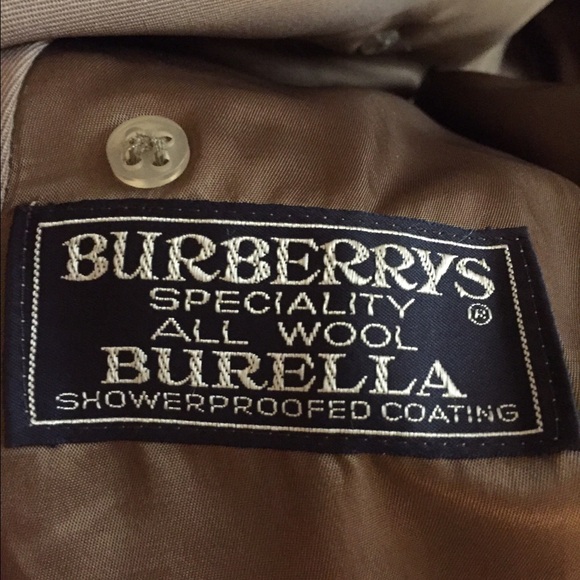 BURBERRYS
SPECIALITY
ALL WOOL ®
BURELLA
SHOWERPROOFED COATING